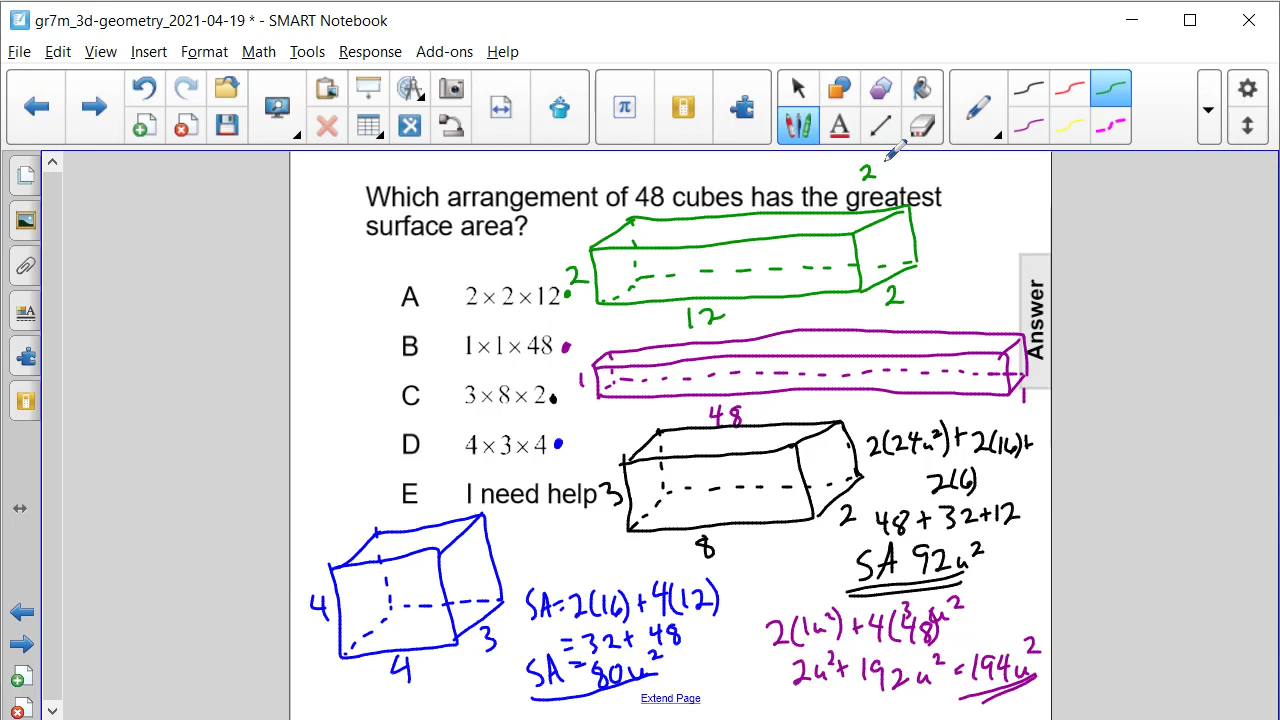 gr7m_3d-geometry_2021-04-19 * - SMART Notebook
File Edit View Insert Format Math Tools Response Add-ons Help
π
A
2
Which arrangement of 48 cubes has the greatest
surface area?
A 2 × 2 × 12
B 1 × 1 × 48
C 3 × 8 × 2
D 4 × 3 × 4
E I need help
2
12
2
Answer
1
48
1
3
8
2
2(24u²) + 2(16) +
2(6)
48 + 32 + 12
SA 92u²
4
4
3
SA = 2(16) + 4(12)
= 32 + 48
SA = 80u²
2(1u²) + 4(48)u²
2u² + 192u² = 194u²
Extend Page